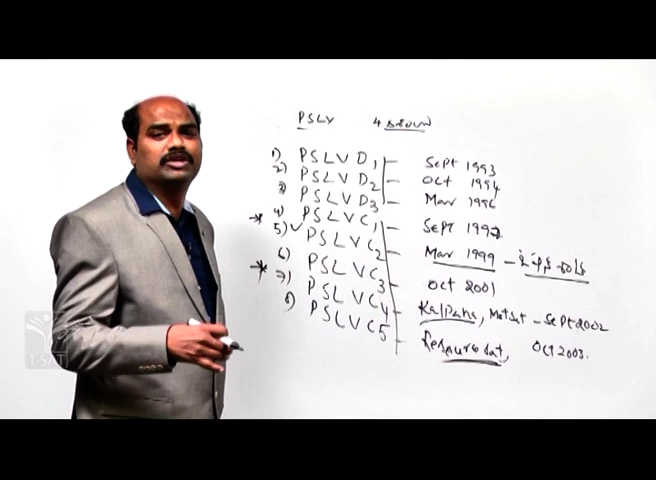 PSLV 4
1) PSLV D1 - Sept 1993
2) PSLV D2 - Oct 1994
3) PSLV D3 - Mar 1996
4) PSLV C1 - Sept 1997
5) PSLV C2 - Mar 1999 -
6) PSLV C3 - Oct 2001
7) PSLV C4 - Kalpana, Metsat - Sept 2002
8) PSLV C5 - Resourcesat, Oct 2003.
T-SAT